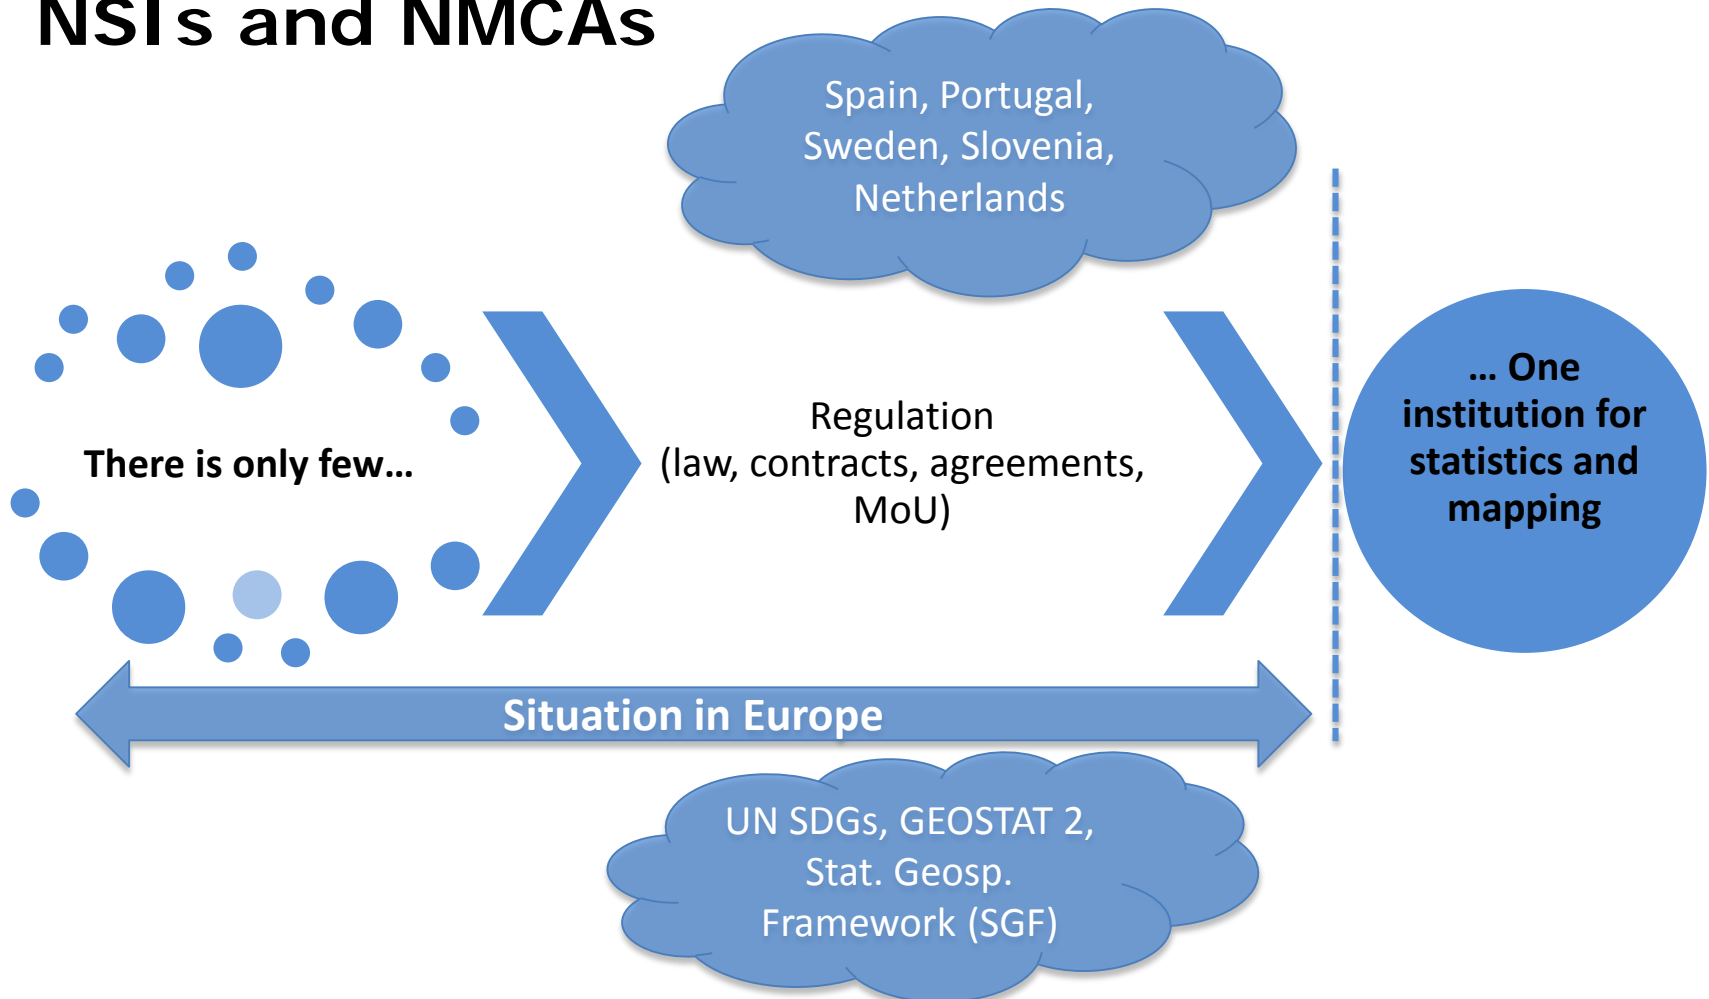 NSIs and NMCAs
Spain, Portugal,
Sweden, Slovenia,
Netherlands
There is only few...
Regulation
(law, contracts, agreements,
MoU)
... One
institution for
statistics and
mapping
Situation in Europe
UN SDGs, GEOSTAT 2,
Stat. Geosp.
Framework (SGF)